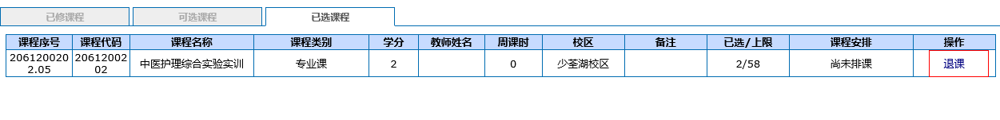 已修课程 可选课程 已选课程
课程序号 课程代码 课程名称 课程类别 学分 教师姓名 周课时 校区 备注 已选/上限 课程安排 操作
206120020 20612002 中医护理综合实验实训 专业课 2 0 少荃湖校区 2/58 尚未排课 退课
2.05 02